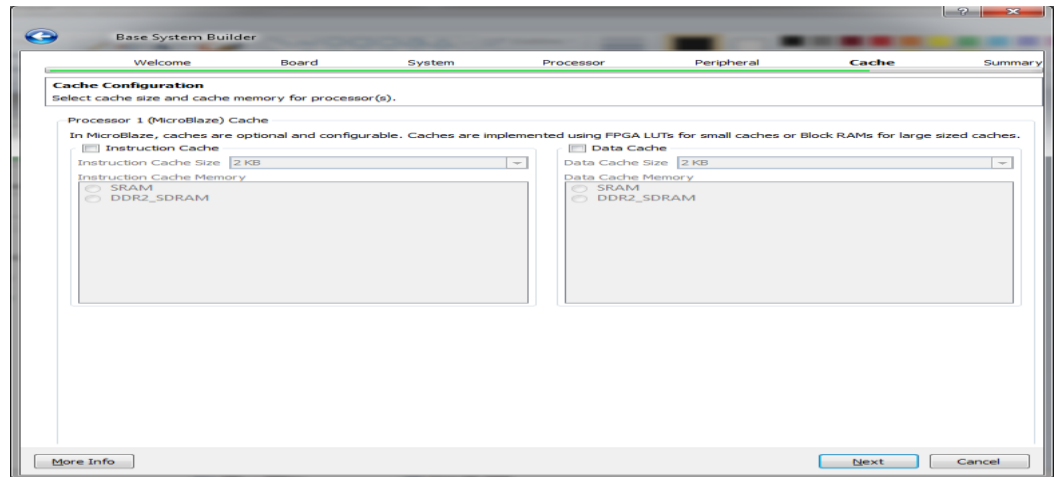 Base System Builder
Welcome Board System Processor Peripheral Cache Summary
Cache Configuration
Select cache size and cache memory for processor(s).
Processor 1 (MicroBlaze) Cache
In MicroBlaze, caches are optional and configurable. Caches are implemented using FPGA LUTs for small caches or Block RAMs for large sized caches.
Instruction Cache
Instruction Cache Size 2 KB
Instruction Cache Memory
SRAM
DDR2_SDRAM
Data Cache
Data Cache Size 2 KB
Data Cache Memory
SRAM
DDR2_SDRAM
More Info Next Cancel